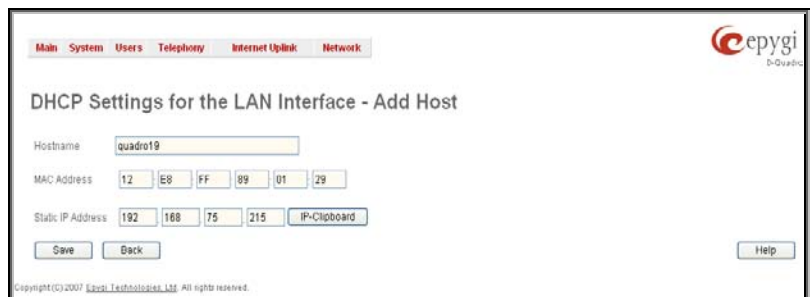 Main System Users Telephony Internet Uplink Network
epygi
D-Quadro
DHCP Settings for the LAN Interface - Add Host
Hostname quadro19
MAC Address 12 E8 FF 89 01 29
Static IP Address 192 168 75 215 IP-Clipboard
Save Back Help
Copyright (C) 2007 Epygi Technologies, Ltd. All rights reserved.